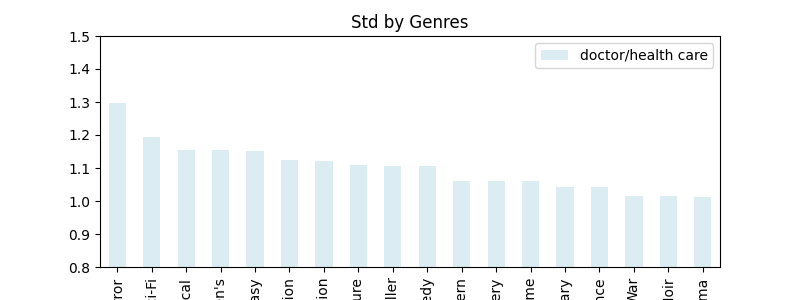 Std by Genres
doctor/health care
1.5
1.4
1.3
1.2
1.1
1.0
0.9
0.8
ror
i-Fi
cal
n's
asy
ion
ion
ure
ller
edy
ern
ery
me
ary
nce
War
loir
ma